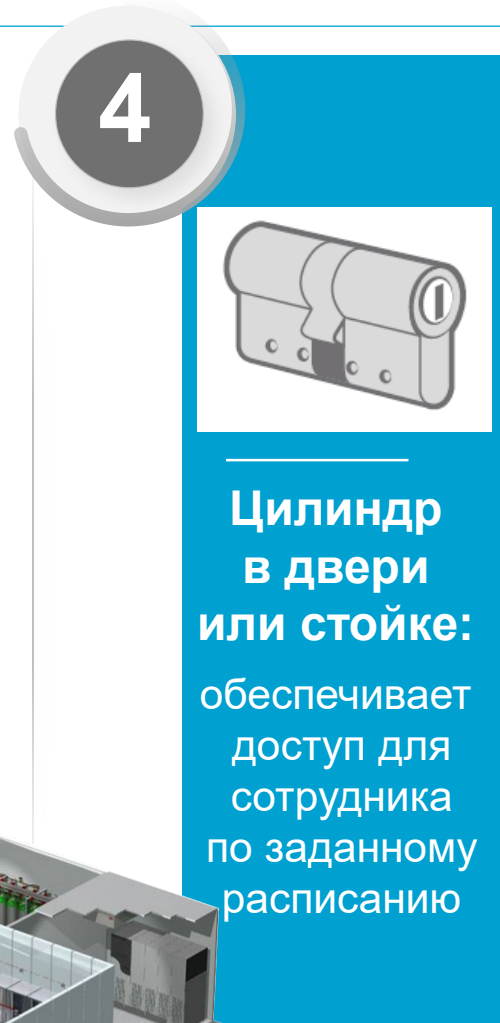 4
Цилиндр
в двери
или стойке:
обеспечивает
доступ для
сотрудника
по заданному
расписанию